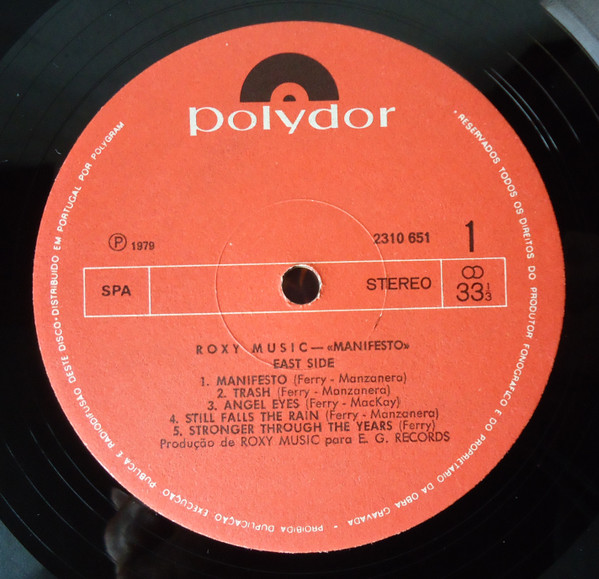 polydor
℗ 1979
2310 651
1
SPA
STEREO
33 1/3
ROXY MUSIC — «MANIFESTO»
EAST SIDE
1. MANIFESTO (Ferry - Manzanera)
2. TRASH (Ferry - Manzanera)
3. ANGEL EYES (Ferry - MacKay)
4. STILL FALLS THE RAIN (Ferry - Manzanera)
5. STRONGER THROUGH THE YEARS (Ferry)
Produção de ROXY MUSIC para E. G. RECORDS
· RESERVADOS TODOS OS DIREITOS DO PRODUTOR FONOGRÁFICO E DO PROPRIETÁRIO DA OBRA GRAVADA - PROIBIDA DUPLICAÇÃO, EXECUÇÃO PÚBLICA E RADIODIFUSÃO DESTE DISCO - DISTRIBUÍDO EM PORTUGAL POR POLYGRAM